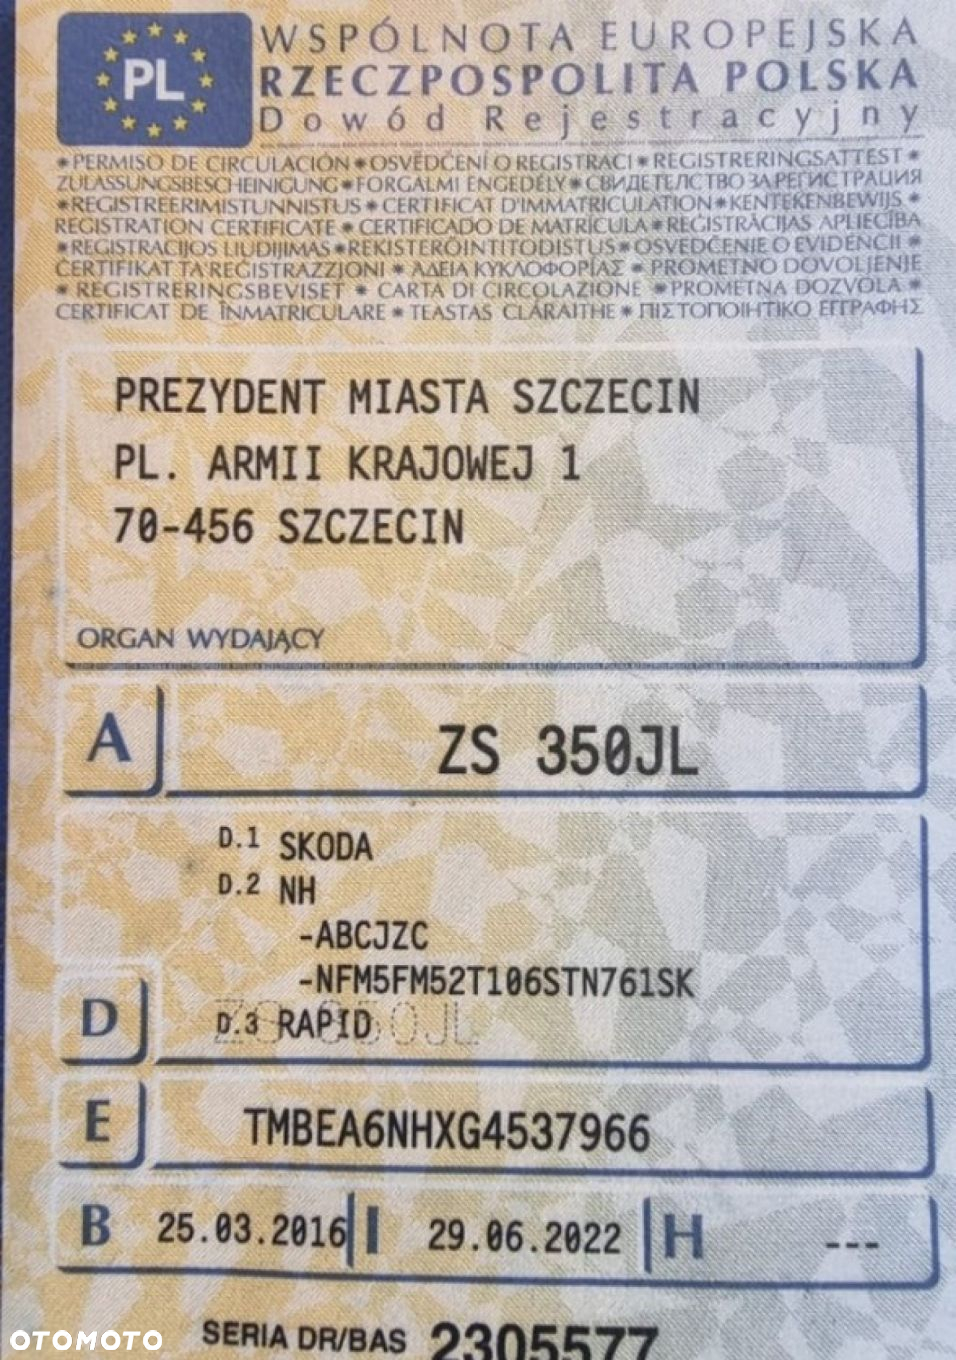 PL
WSPÓLNOTA EUROPEJSKA
RZECZPOSPOLITA POLSKA
Dowód Rejestracyjny
*PERMISO DE CIRCULACIÓN*OSVĚDČENÍ O REGISTRACI*REGISTRERINGSATTEST*
ZULASSUNGSBESCHEINIGUNG*FORGALMI ENGEDÉLY*СВИДЕТЕЛСТВО ЗА РЕГИСТРАЦИЯ
*REGISTREERIMISTUNNISTUS*CERTIFICAT D'IMMATRICULATION*KENTEKENBEWIJS*
REGISTRATION CERTIFICATE*CERTIFICADO DE MATRÍCULA*REĢISTRĀCIJAS APLIECĪBA
*REGISTRACIJOS LIUDIJIMAS*REKISTERÖINTITODISTUS*OSVEDČENIE O EVIDENCII*
ĊERTIFIKAT TA'REĠISTRAZZJONI*ΑΔΕΙΑ ΚΥΚΛΟΦΟΡΊΑΣ*PROMETNO DOVOLJENJE
*REGISTRERINGSBEVISET*CARTA DI CIRCOLAZIONE*PROMETNA DOZVOLA*
CERTIFICAT DE ÎNMATRICULARE*TEASTAS CLÁRAITHE*ΠΙΣΤΟΠΟΙΗΤΙΚΟ ΕΓΓΡΑΦΗΣ
PREZYDENT MIASTA SZCZECIN
PL. ARMII KRAJOWEJ 1
70-456 SZCZECIN
ORGAN WYDAJĄCY
A ZS 350JL
D.1 SKODA
D.2 NH
-ABCJZC
-NFM5FM52T106STN761SK
D D.3 RAPID
ZS 350JL
E TMBEA6NHXG4537966
B 25.03.2016 I 29.06.2022 H ---
SERIA DR/BAS 2305577
OTOMOTO